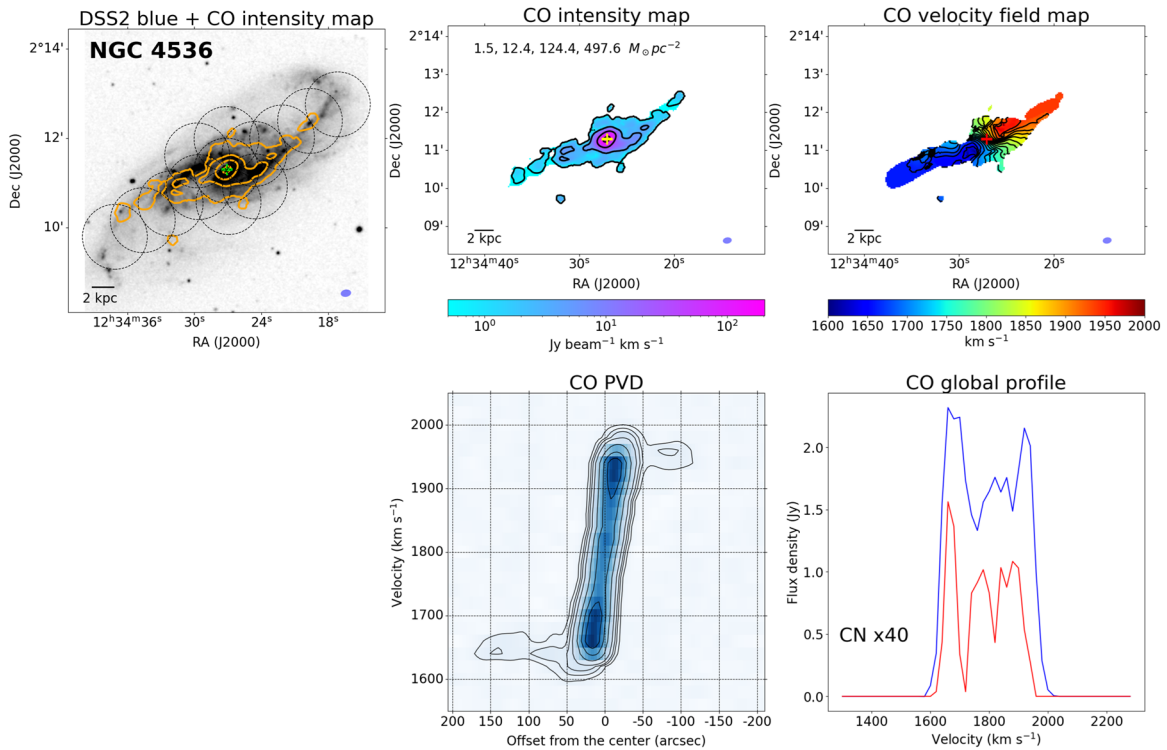 DSS2 blue + CO intensity map
NGC 4536
2°14'
12'
10'
Dec (J2000)
2 kpc
12ʰ34ᵐ36ˢ
30ˢ
24ˢ
18ˢ
RA (J2000)
CO intensity map
1.5, 12.4, 124.4, 497.6 M⊙pc⁻²
2°14'
13'
12'
11'
10'
09'
Dec (J2000)
2 kpc
12ʰ34ᵐ40ˢ
30ˢ
20ˢ
RA (J2000)
10⁰
10¹
10²
Jy beam⁻¹ km s⁻¹
CO velocity field map
2°14'
13'
12'
11'
10'
09'
Dec (J2000)
2 kpc
12ʰ34ᵐ40ˢ
30ˢ
20ˢ
RA (J2000)
1600 1650 1700 1750 1800 1850 1900 1950 2000
km s⁻¹
CO PVD
2000
1900
1800
1700
1600
Velocity (km s⁻¹)
200 150 100 50 0 -50 -100 -150 -200
Offset from the center (arcsec)
CO global profile
2.0
1.5
1.0
0.5
0.0
Flux density (Jy)
CN x40
1400 1600 1800 2000 2200
Velocity (km s⁻¹)